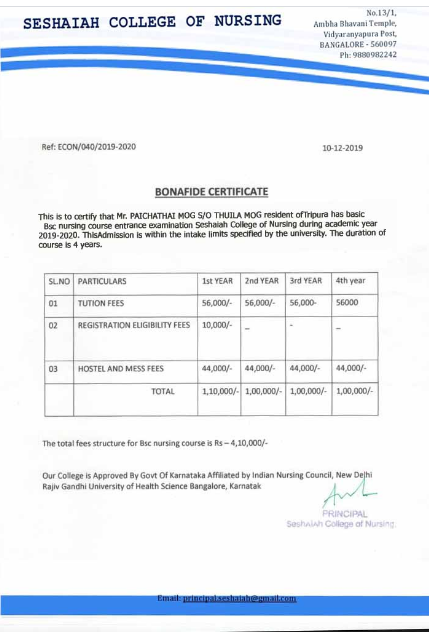 SESHAIAH COLLEGE OF NURSING
No.13/1,
Ambha Bhavani Temple,
Vidyaranyapura Post,
BANGALORE - 560097
Ph: 9880982242
Ref: ECON/040/2019-2020
10-12-2019
BONAFIDE CERTIFICATE
This is to certify that Mr. PAICHATHAI MOG S/O THUILA MOG resident ofTripura has basic
Bsc nursing course entrance examination Seshaiah College of Nursing during academic year
2019-2020. ThisAdmission is within the intake limits specified by the university. The duration of
course is 4 years.
SL.NO PARTICULARS 1st YEAR 2nd YEAR 3rd YEAR 4th year
01 TUTION FEES 56,000/- 56,000/- 56,000- 56000
02 REGISTRATION ELIGIBILITY FEES 10,000/- _ - _
03 HOSTEL AND MESS FEES 44,000/- 44,000/- 44,000/- 44,000/-
TOTAL 1,10,000/- 1,00,000/- 1,00,000/- 1,00,000/-
The total fees structure for Bsc nursing course is Rs – 4,10,000/-
Our College is Approved By Govt Of Karnataka Affiliated by Indian Nursing Council, New Delhi
Rajiv Gandhi University of Health Science Bangalore, Karnatak
PRINCIPAL
Seshaiah College of Nursing.
Email: principal.seshaiah@gmail.com